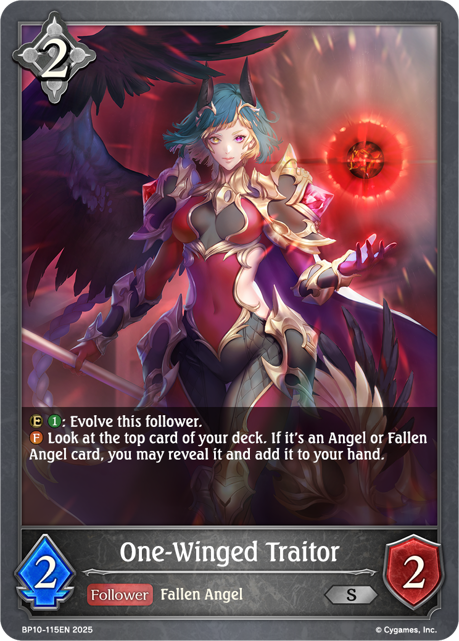 2
E 1: Evolve this follower.
F Look at the top card of your deck. If it's an Angel or Fallen
Angel card, you may reveal it and add it to your hand.
One-Winged Traitor
2 Follower Fallen Angel S 2
BP10-115EN 2025 © Cygames, Inc.